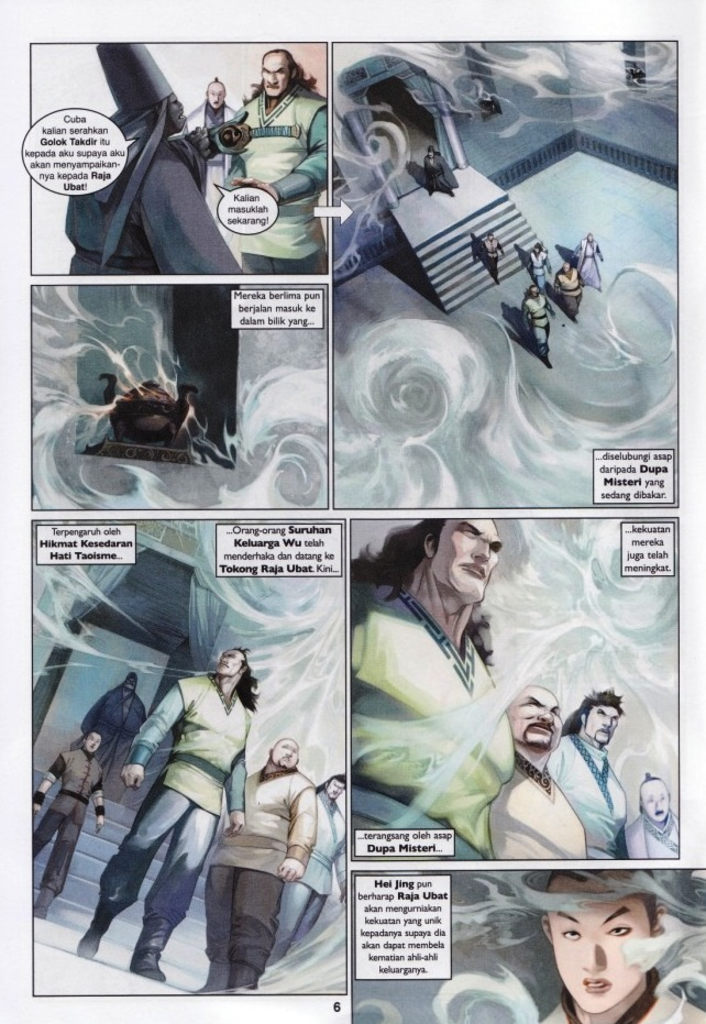 Cuba
kalian serahkan
Golok Takdir itu
kepada aku supaya aku
akan menyampaikan-
nya kepada Raja
Ubat!
Kalian
masuklah
sekarang!
Mereka berlima pun
berjalan masuk ke
dalam bilik yang...
...diselubungi asap
daripada Dupa
Misteri yang
sedang dibakar.
Terpengaruh oleh
Hikmat Kesedaran
Hati Taoisme...
...Orang-orang Suruhan
Keluarga Wu telah
menderhaka dan datang ke
Tokong Raja Ubat. Kini...
...kekuatan
mereka
juga telah
meningkat.
...terangsang oleh asap
Dupa Misteri...
Hei Jing pun
berharap Raja Ubat
akan mengurniakan
kekuatan yang unik
kepadanya supaya dia
akan dapat membela
kematian ahli-ahli
keluarganya.
6